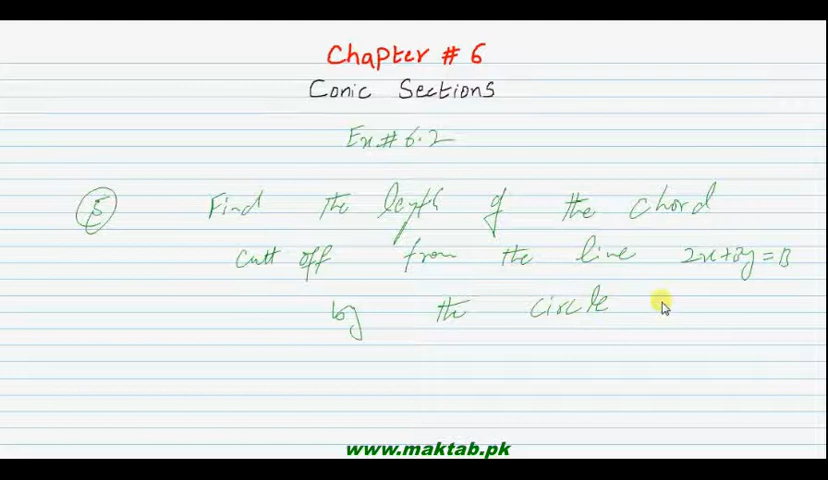 Chapter # 6
Conic Sections
Ex# 6.2
5 Find the length of the chord
cutt off from the line 2x+3y=13
by the circle
www.maktab.pk